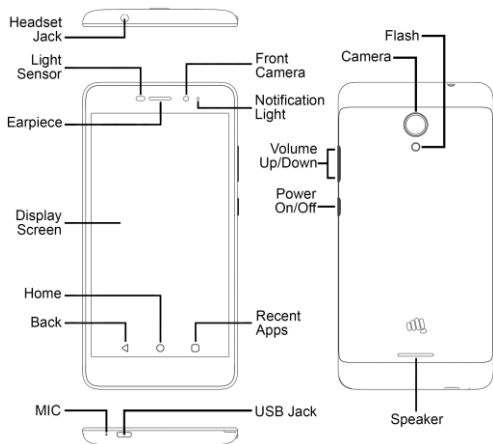 Headset
Jack
Light
Sensor
Earpiece
Display
Screen
Home
Back
MIC
Front
Camera
Notification
Light
Recent
Apps
USB Jack
Flash
Camera
Volume
Up/Down
Power
On/Off
Speaker